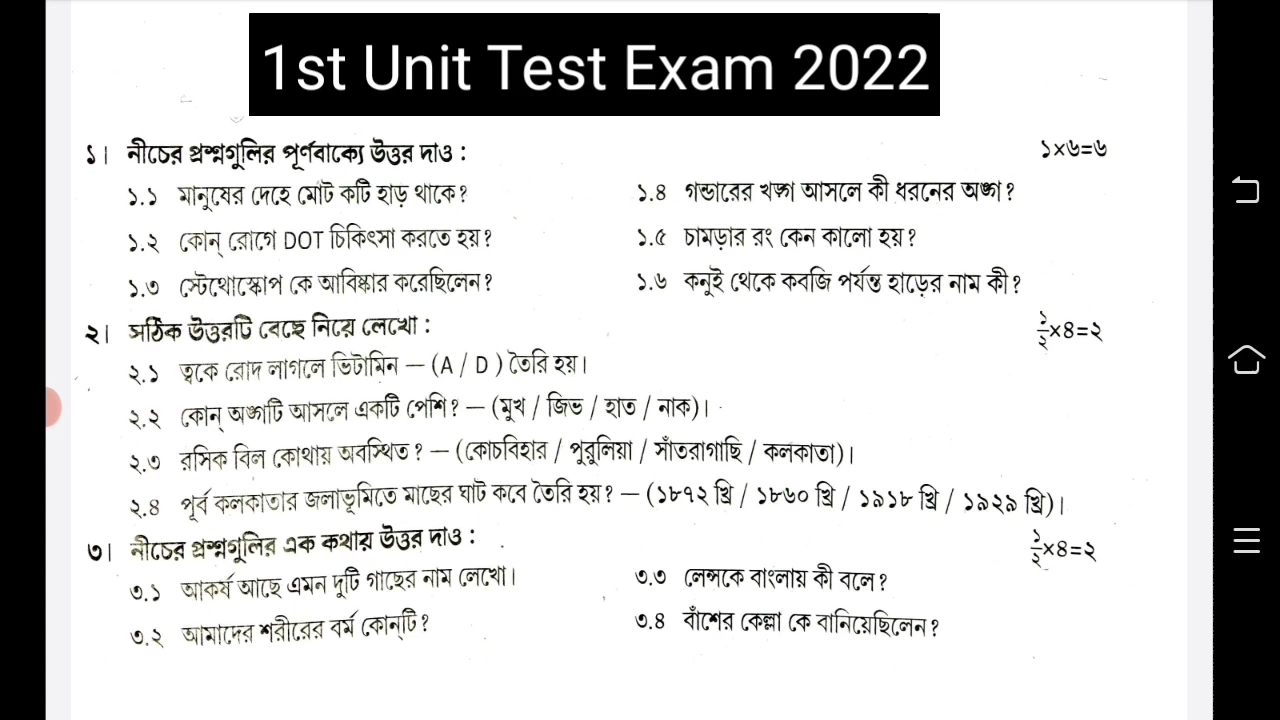 1st Unit Test Exam 2022
১। নীচের প্রশ্নগুলির পূর্ণবাক্যে উত্তর দাও : ১×৬=৬
১.১ মানুষের দেহে মোট কটি হাড় থাকে?
১.২ কোন্ রোগে DOT চিকিৎসা করতে হয়?
১.৩ স্টেথোস্কোপ কে আবিষ্কার করেছিলেন?
১.৪ গন্ডারের খড্গ আসলে কী ধরনের অঙ্গ?
১.৫ চামড়ার রং কেন কালো হয়?
১.৬ কনুই থেকে কবজি পর্যন্ত হাড়ের নাম কী?
২। সঠিক উত্তরটি বেছে নিয়ে লেখো : ১/২×৪=২
২.১ ত্বকে রোদ লাগলে ভিটামিন — (A / D ) তৈরি হয়।
২.২ কোন্ অঙ্গটি আসলে একটি পেশি? — (মুখ / জিভ / হাত / নাক)।
২.৩ রসিক বিল কোথায় অবস্থিত? — (কোচবিহার / পুরুলিয়া / সাঁতরাগাছি / কলকাতা)।
২.৪ পূর্ব কলকাতার জলাভূমিতে মাছের ঘাট কবে তৈরি হয়? — (১৮৭২ খ্রি / ১৮৬০ খ্রি / ১৯১৮ খ্রি / ১৯২৯ খ্রি)।
৩। নীচের প্রশ্নগুলির এক কথায় উত্তর দাও : ১/২×৪=২
৩.১ আকর্ষ আছে এমন দুটি গাছের নাম লেখো।
৩.২ আমাদের শরীরের বর্ম কোন্‌টি?
৩.৩ লেন্সকে বাংলায় কী বলে?
৩.৪ বাঁশের কেল্লা কে বানিয়েছিলেন?